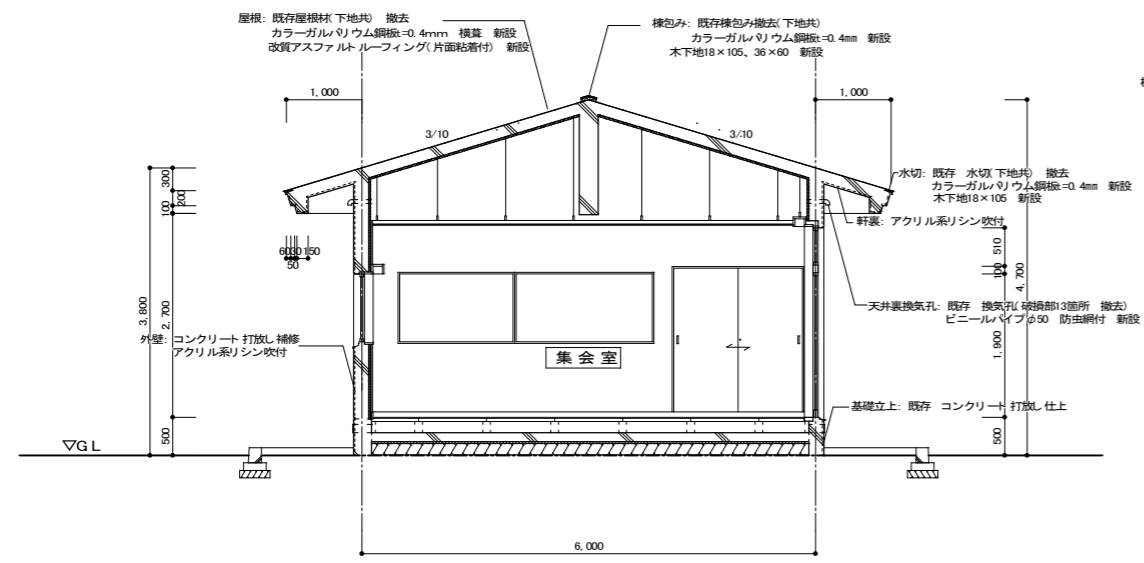 屋根: 既存屋根材(下地共) 撤去
カラーガルバリウム鋼板t=0.4mm 横葺 新設
改質アスファルトルーフィング(片面粘着付) 新設
棟包み: 既存棟包み撤去(下地共)
カラーガルバリウム鋼板t=0.4mm 新設
木下地18×105、36×60 新設
1,000
1,000
3/10
3/10
水切: 既存 水切(下地共) 撤去
カラーガルバリウム鋼板t=0.4mm 新設
木下地18×105 新設
軒裏: アクリル系リシン吹付
300
200
100
60
30
150
50
510
100
4,700
3,800
2,700
天井裏換気孔: 既存 換気孔(破損部13箇所 撤去)
ビニールパイプφ50 防虫網付 新設
外壁: コンクリート打放し補修
アクリル系リシン吹付
集会室
1,900
基礎立上: 既存 コンクリート打放し仕上
500
500
▽GL
6,000